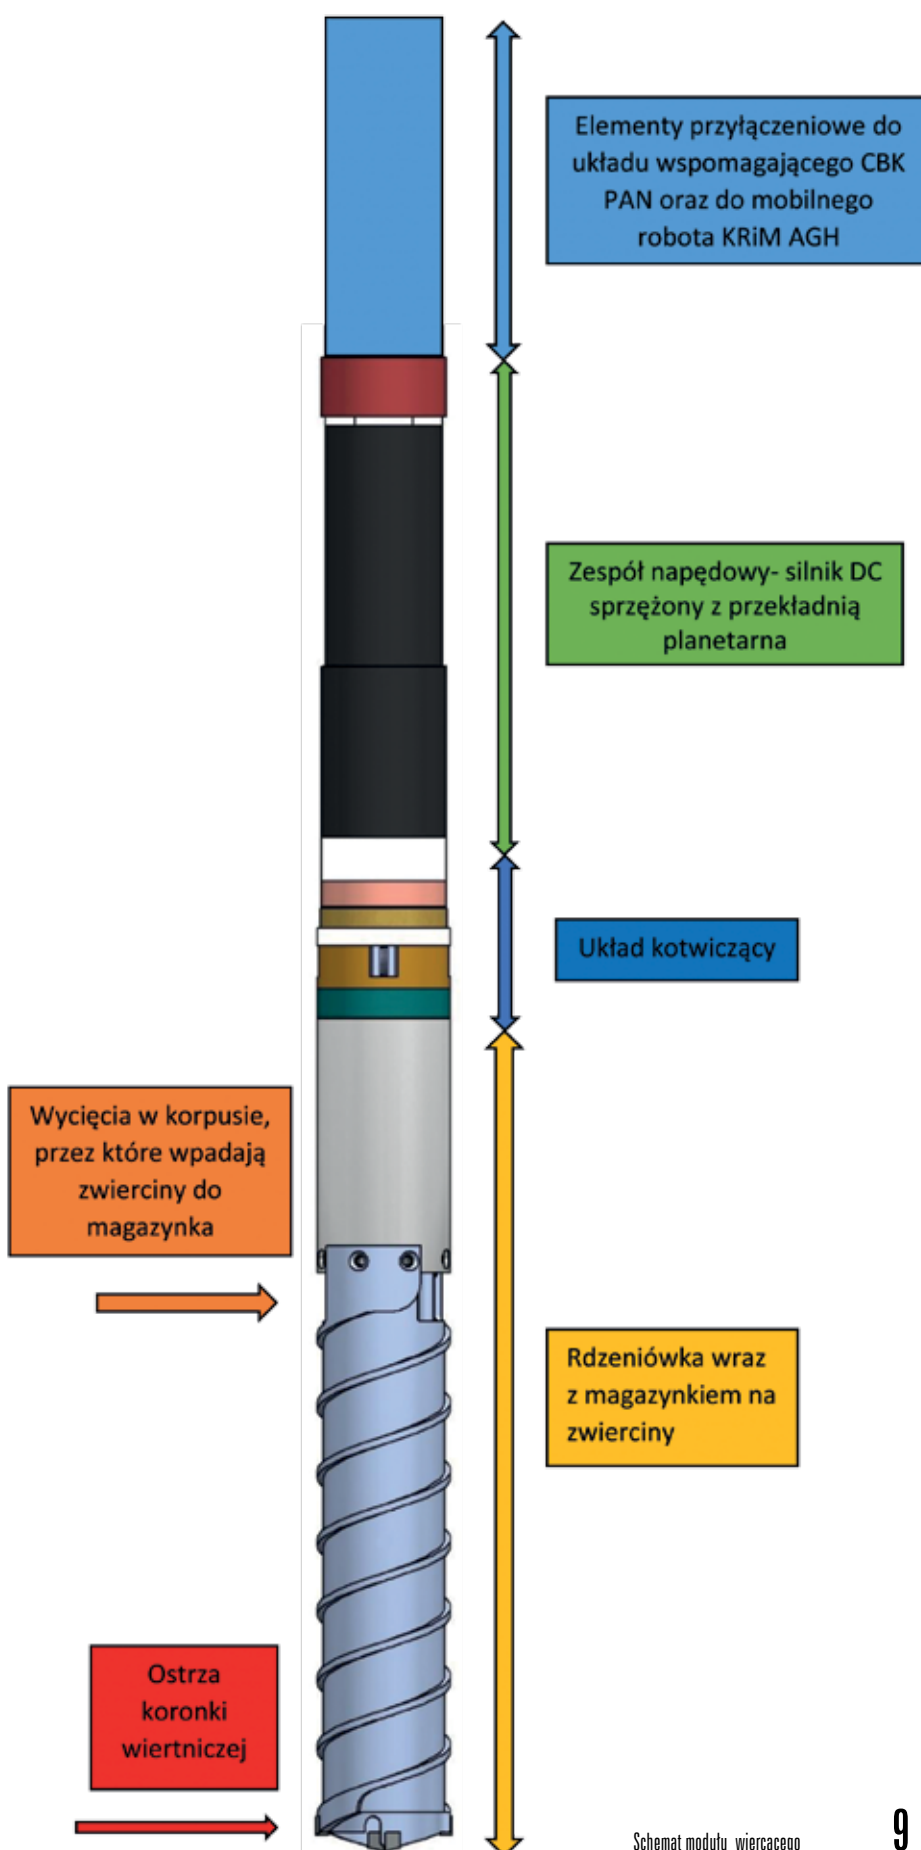 Elementy przyłączeniowe do
układu wspomagającego CBK
PAN oraz do mobilnego
robota KRiM AGH
Zespół napędowy- silnik DC
sprzężony z przekładnią
planetarna
Układ kotwiczący
Wycięcia w korpusie,
przez które wpadają
zwierciny do
magazynka
Rdzeniówka wraz
z magazynkiem na
zwierciny
Ostrza
koronki
wiertniczej
Schemat modułu wiercącego
9